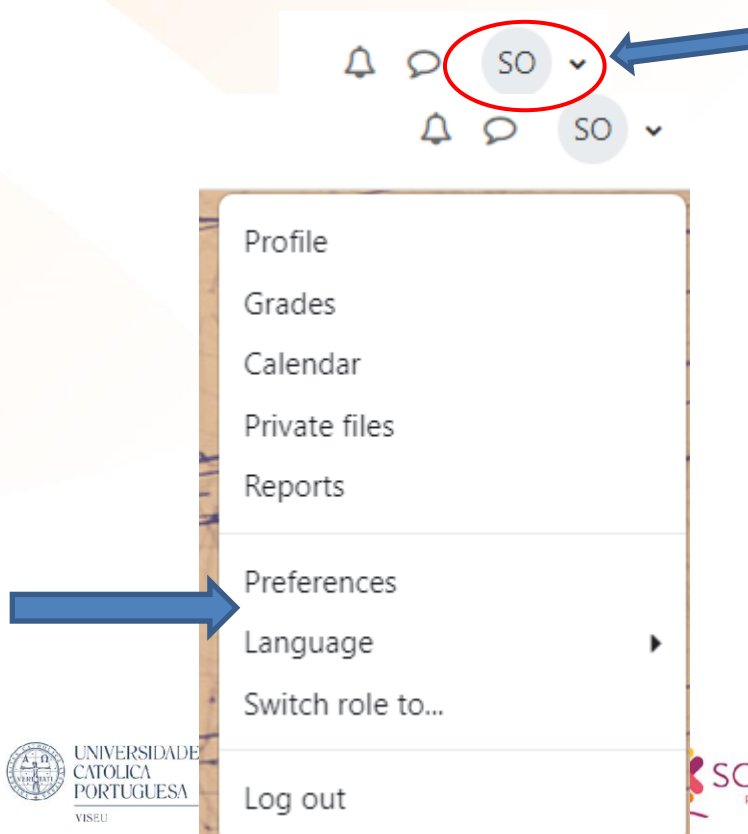 SO
SO
Profile
Grades
Calendar
Private files
Reports
Preferences
Language
Switch role to...
Log out
UNIVERSIDADE
CATOLICA
PORTUGUESA
VISEU